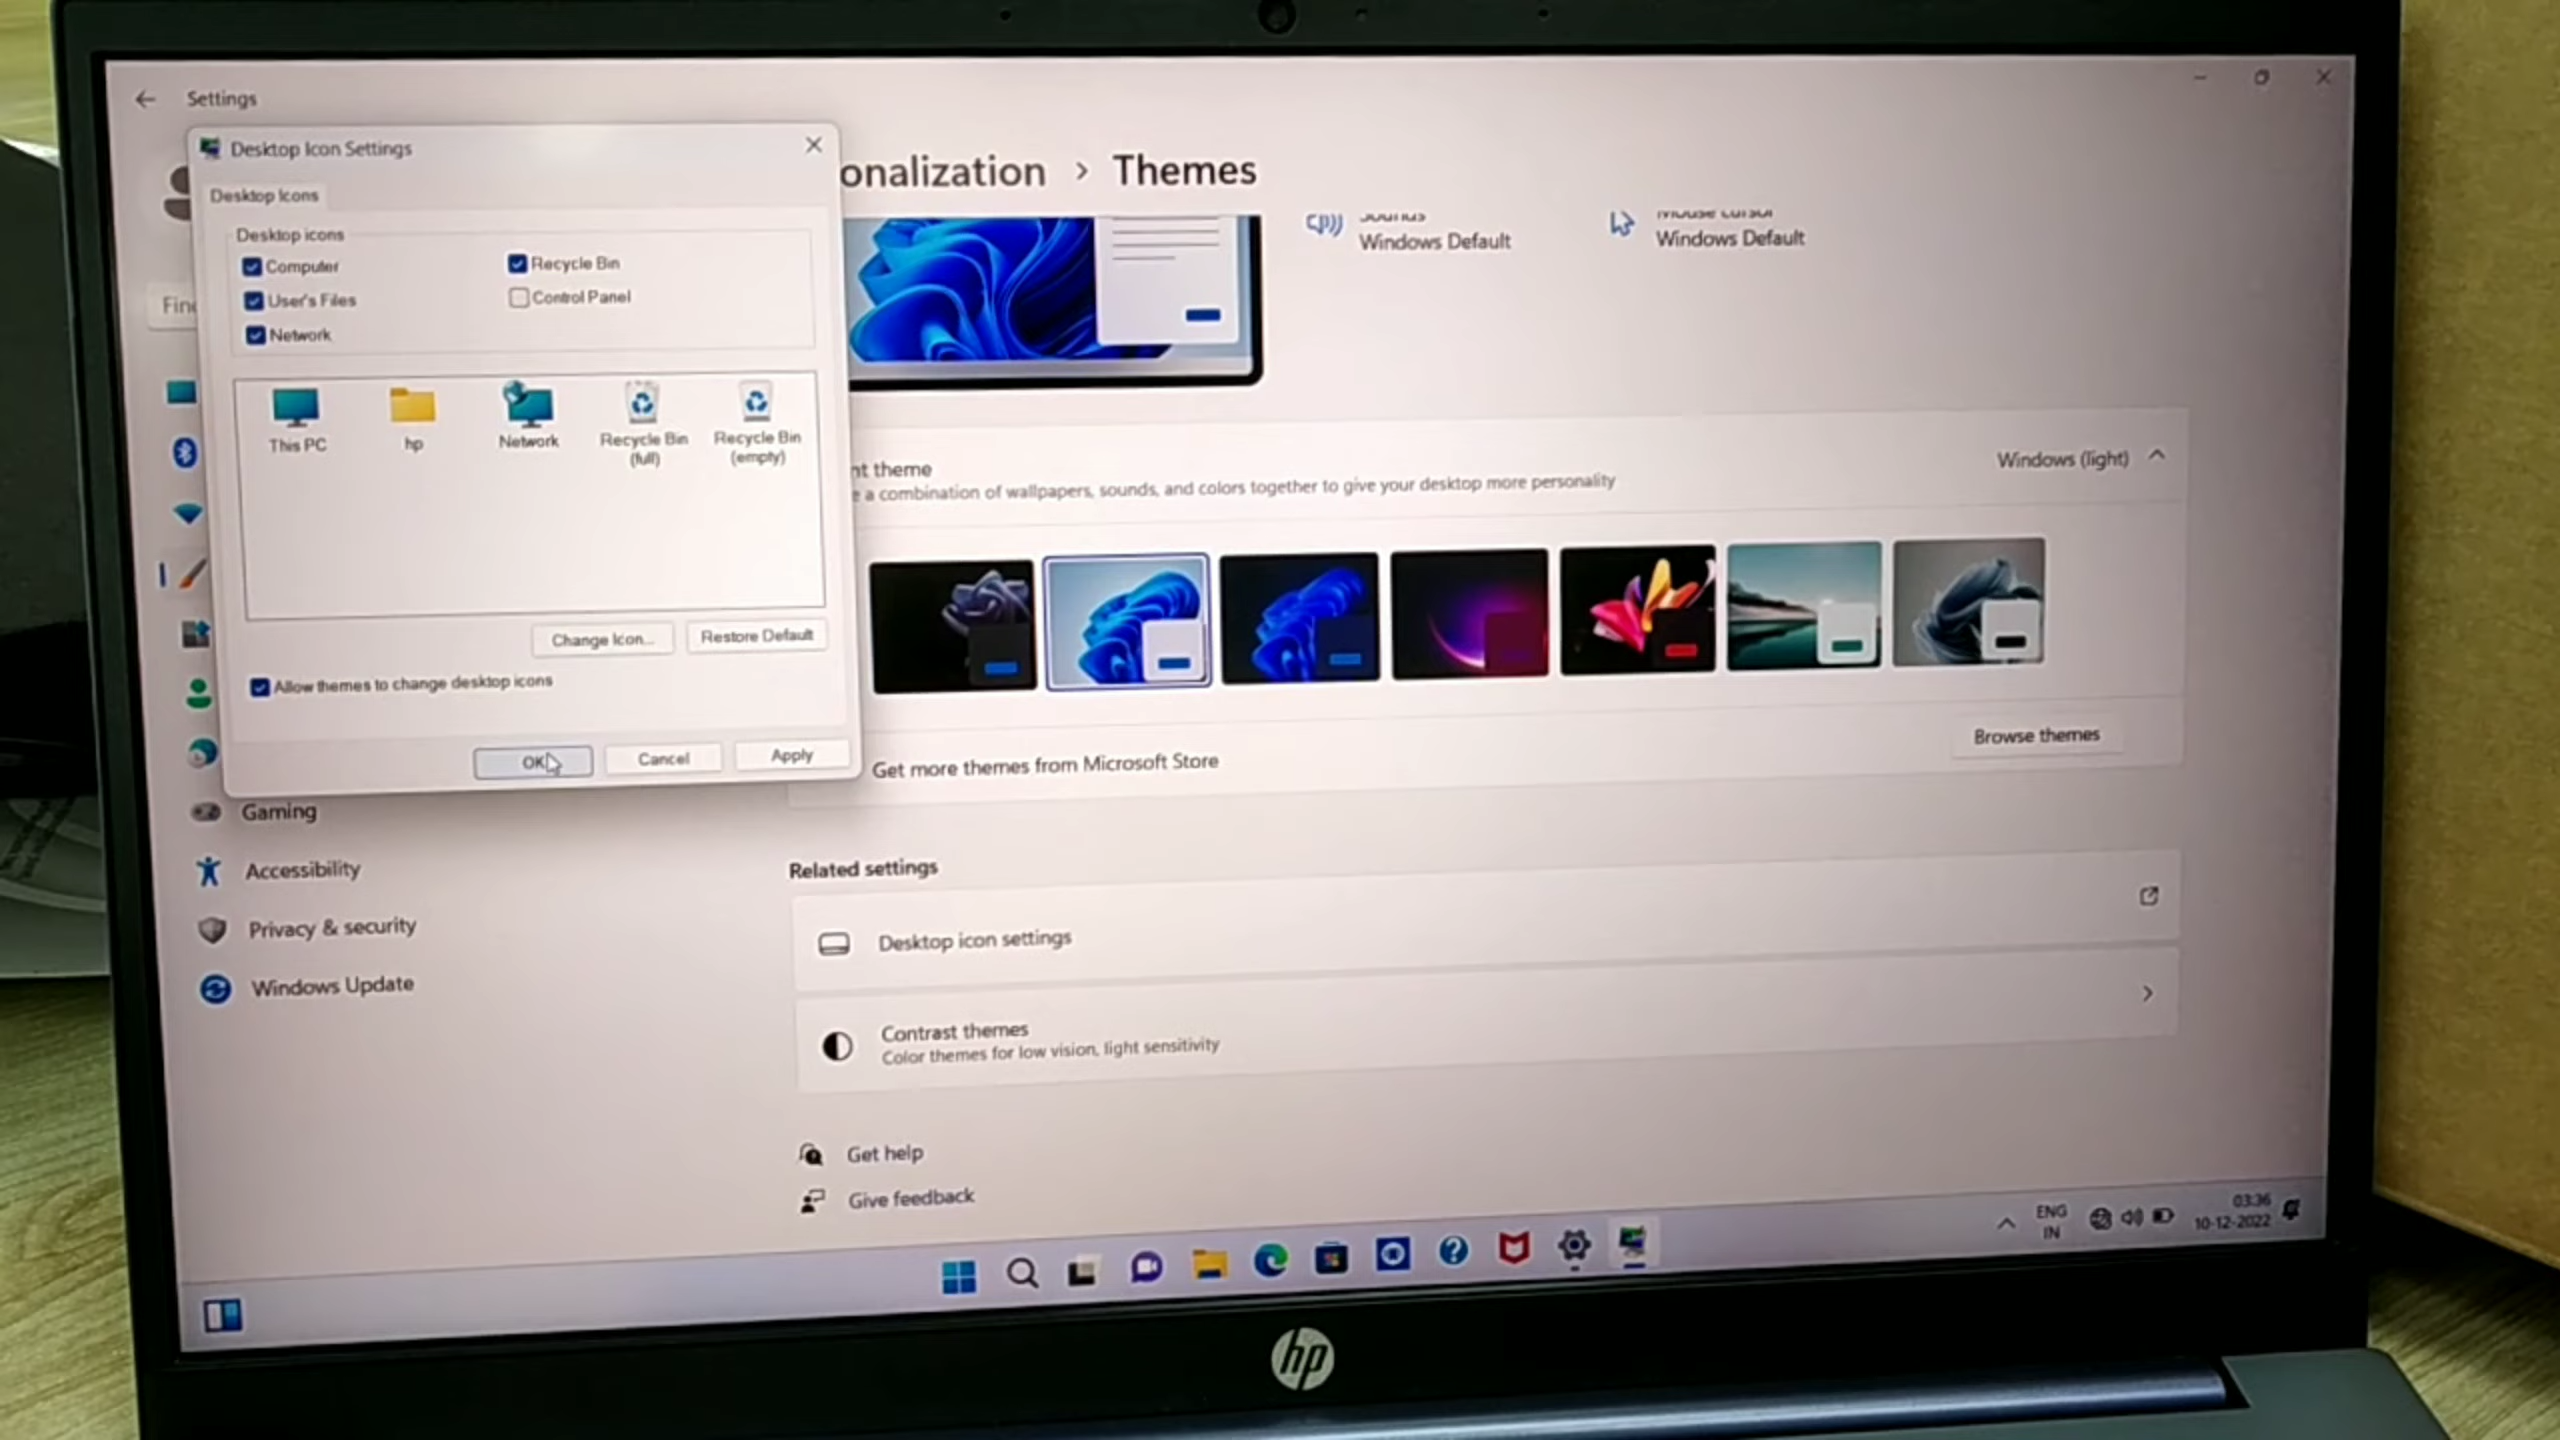 Settings
Desktop Icon Settings
Desktop Icons
Desktop icons
Computer
Recycle Bin
User's Files
Control Panel
Network
This PC
hp
Network
Recycle Bin
(full)
Recycle Bin
(empty)
Change Icon...
Restore Default
Allow themes to change desktop icons
OK
Cancel
Apply
onalization > Themes
Sounds
Windows Default
Mouse cursor
Windows Default
Fin
nt theme
e a combination of wallpapers, sounds, and colors together to give your desktop more personality
Windows (light)
Get more themes from Microsoft Store
Browse themes
Gaming
Accessibility
Privacy & security
Windows Update
Related settings
Desktop icon settings
Contrast themes
Color themes for low vision, light sensitivity
Get help
Give feedback
ENG
IN
03:36
10-12-2022
hp